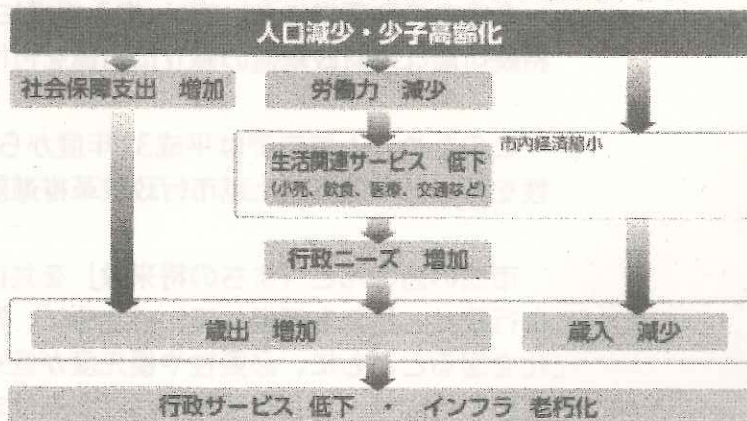 人口減少・少子高齢化
社会保障支出 増加
労働力 減少
市内経済縮小
生活関連サービス 低下
(小売、飲食、医療、交通など)
行政ニーズ 増加
歳出 増加
歳入 減少
行政サービス 低下 ・ インフラ 老朽化